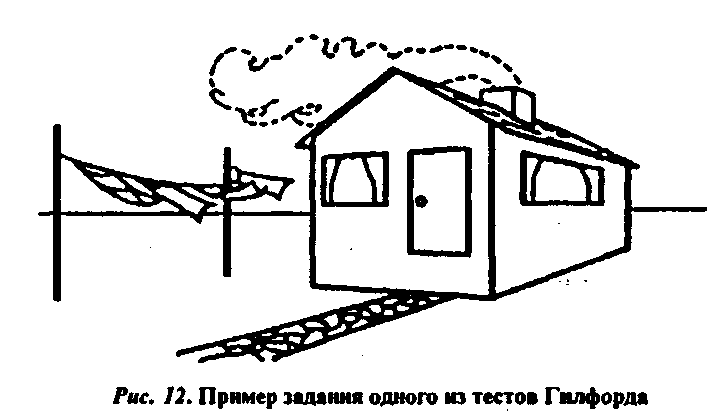 Рис. 12. Пример задания одного из тестов Гилфорда